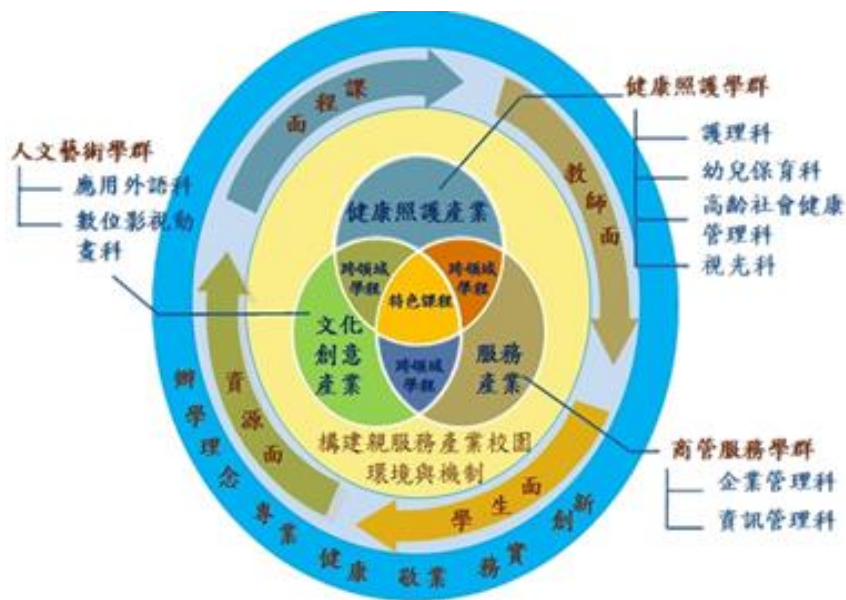 課程面
教師面
學生面
資源面
健康照護學群
護理科
幼兒保育科
高齡社會健康
管理科
視光科
人文藝術學群
應用外語科
數位影視動
畫科
健康照護產業
跨領域
學程
跨領域
學程
特色課程
文化
創意
產業
服務
產業
跨領域
學程
構建親服務產業校園
環境與機制
商管服務學群
企業管理科
資訊管理科
辦學理念 專業 健康 敬業 務實 創新